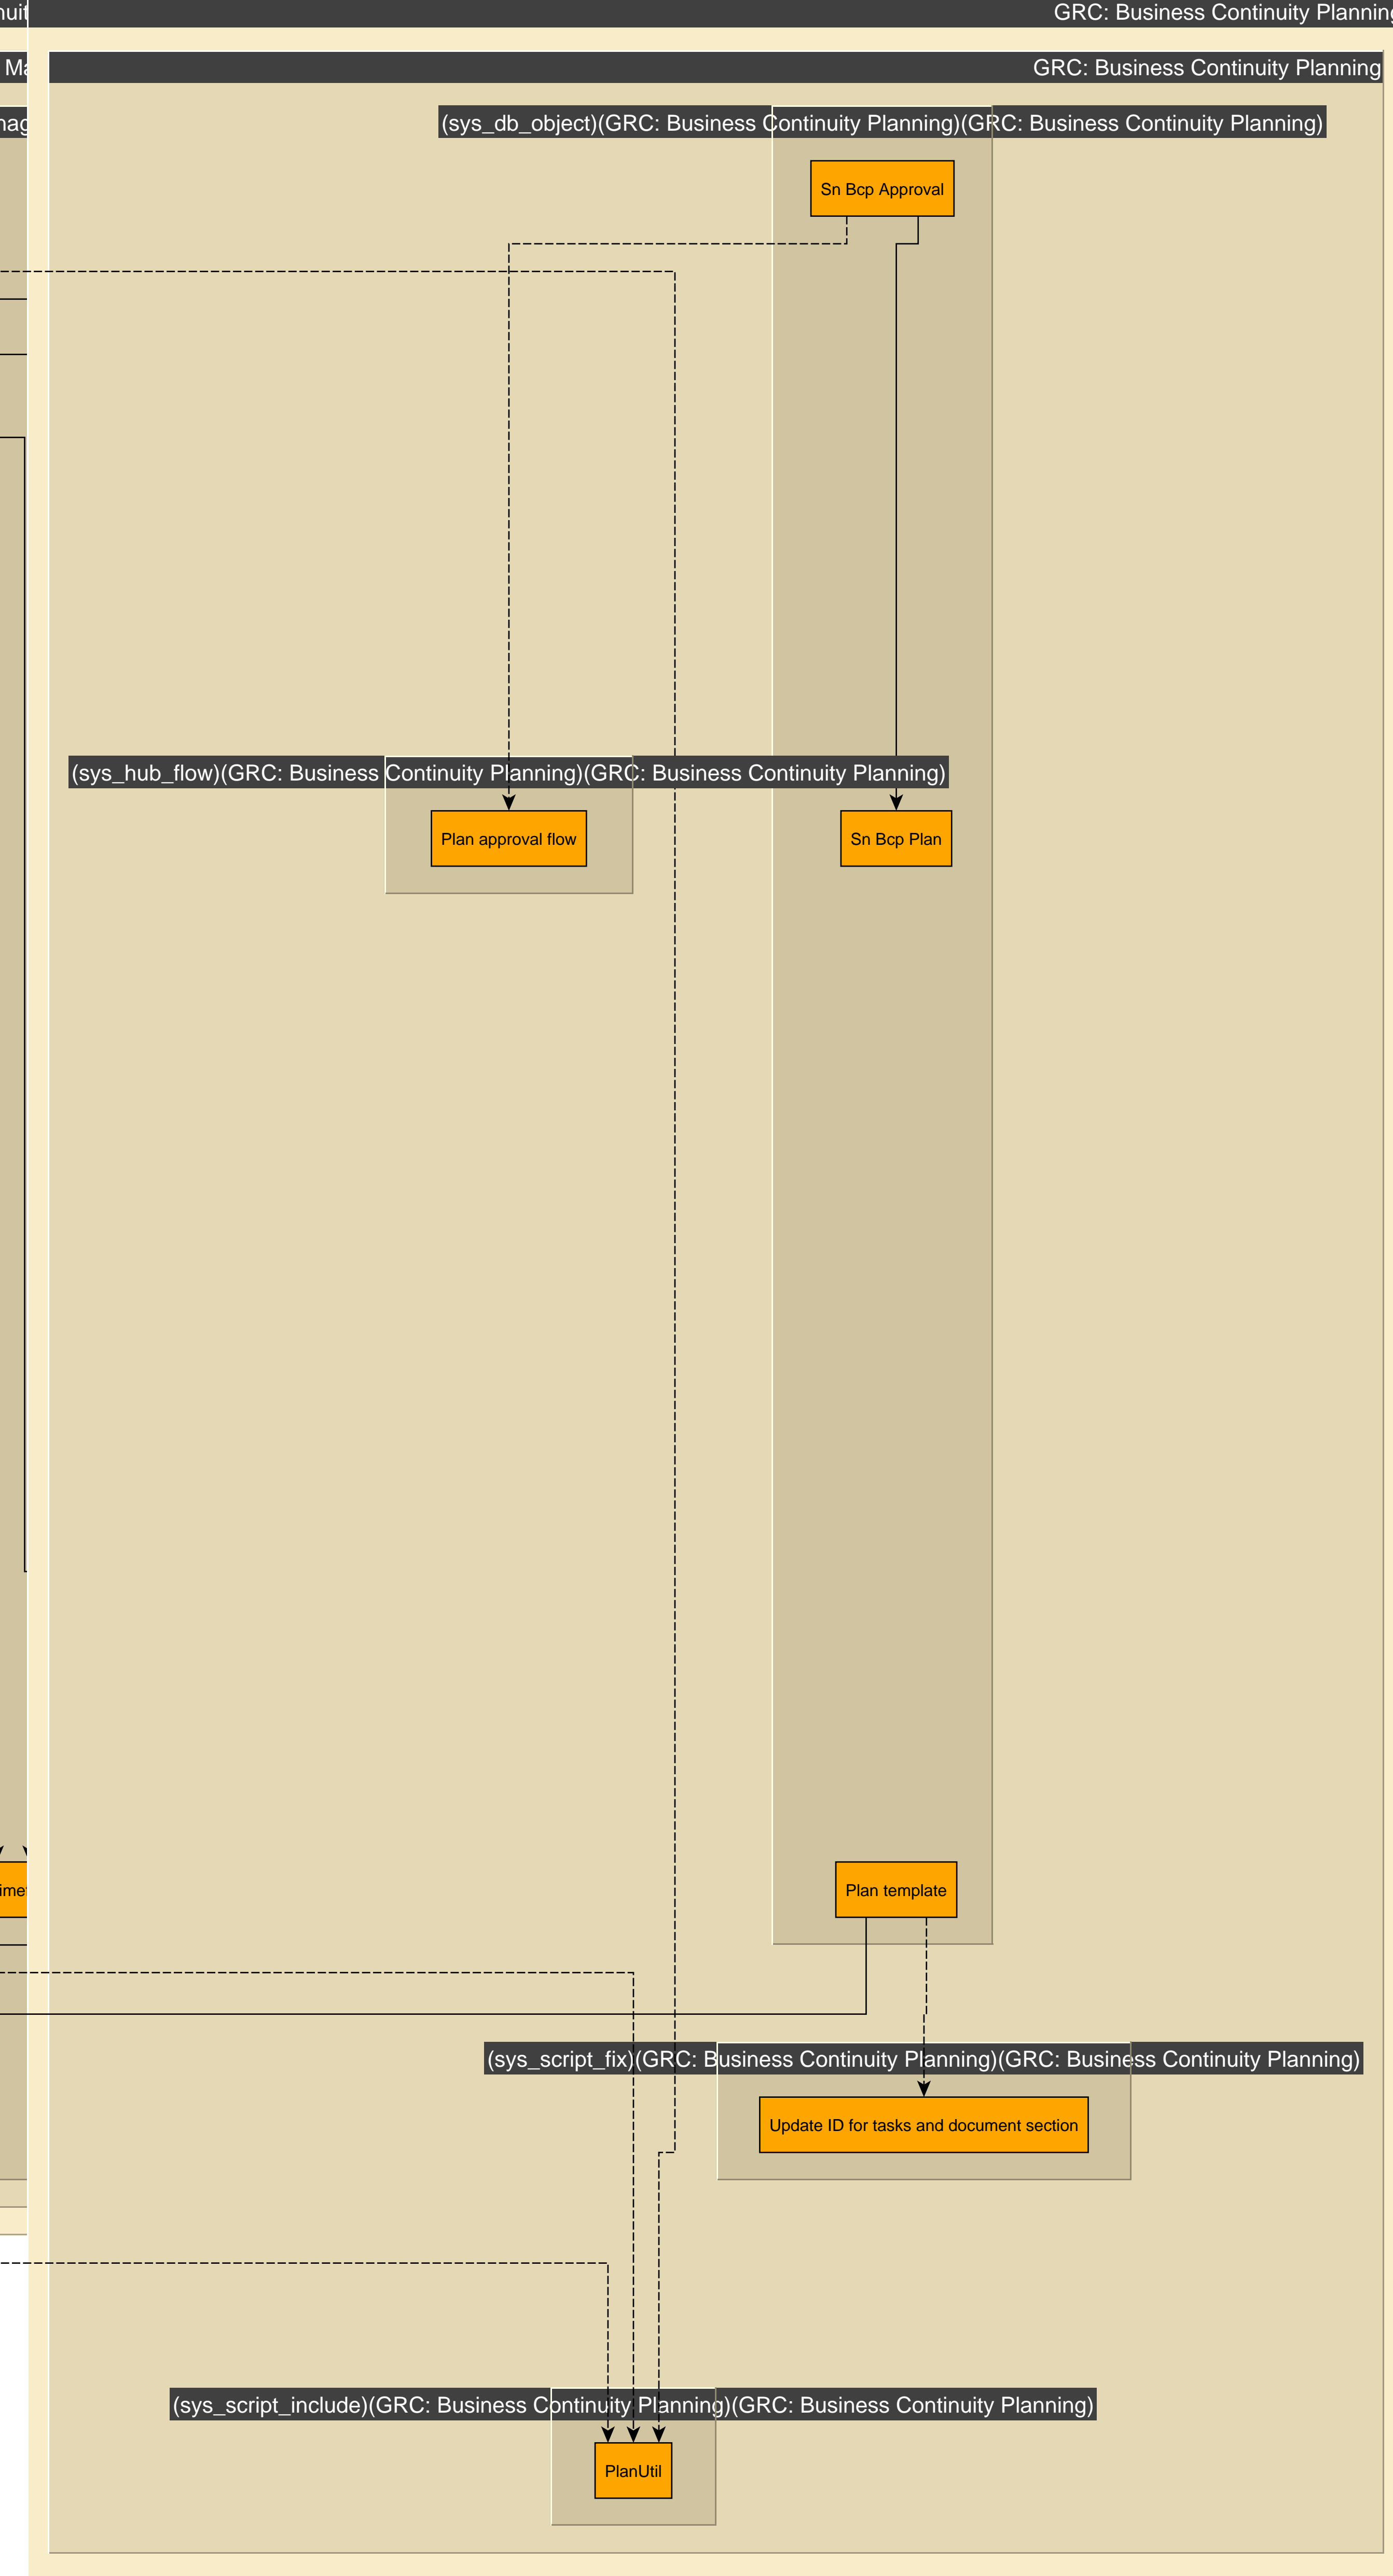 GRC: Business Continuity Planning
GRC: Business Continuity Planning
(sys_db_object)(GRC: Business Continuity Planning)(GRC: Business Continuity Planning)
Sn Bcp Approval
(sys_hub_flow)(GRC: Business Continuity Planning)(GRC: Business Continuity Planning)
Plan approval flow
Sn Bcp Plan
Plan template
(sys_script_fix)(GRC: Business Continuity Planning)(GRC: Business Continuity Planning)
Update ID for tasks and document section
(sys_script_include)(GRC: Business Continuity Planning)(GRC: Business Continuity Planning)
PlanUtil